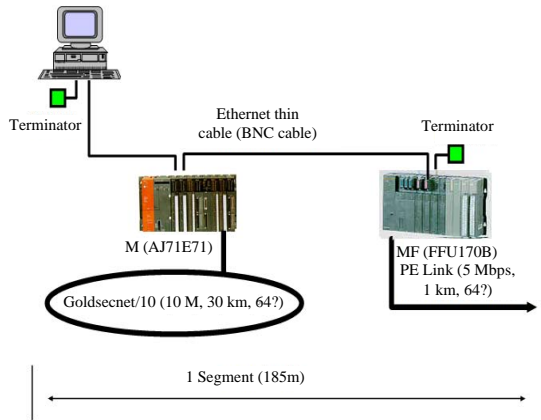 Terminator
Ethernet thin
cable (BNC cable)
Terminator
M (AJ71E71)
MF (FFU170B)
PE Link (5 Mbps,
1 km, 64?)
Goldsecnet/10 (10 M, 30 km, 64?)
1 Segment (185m)